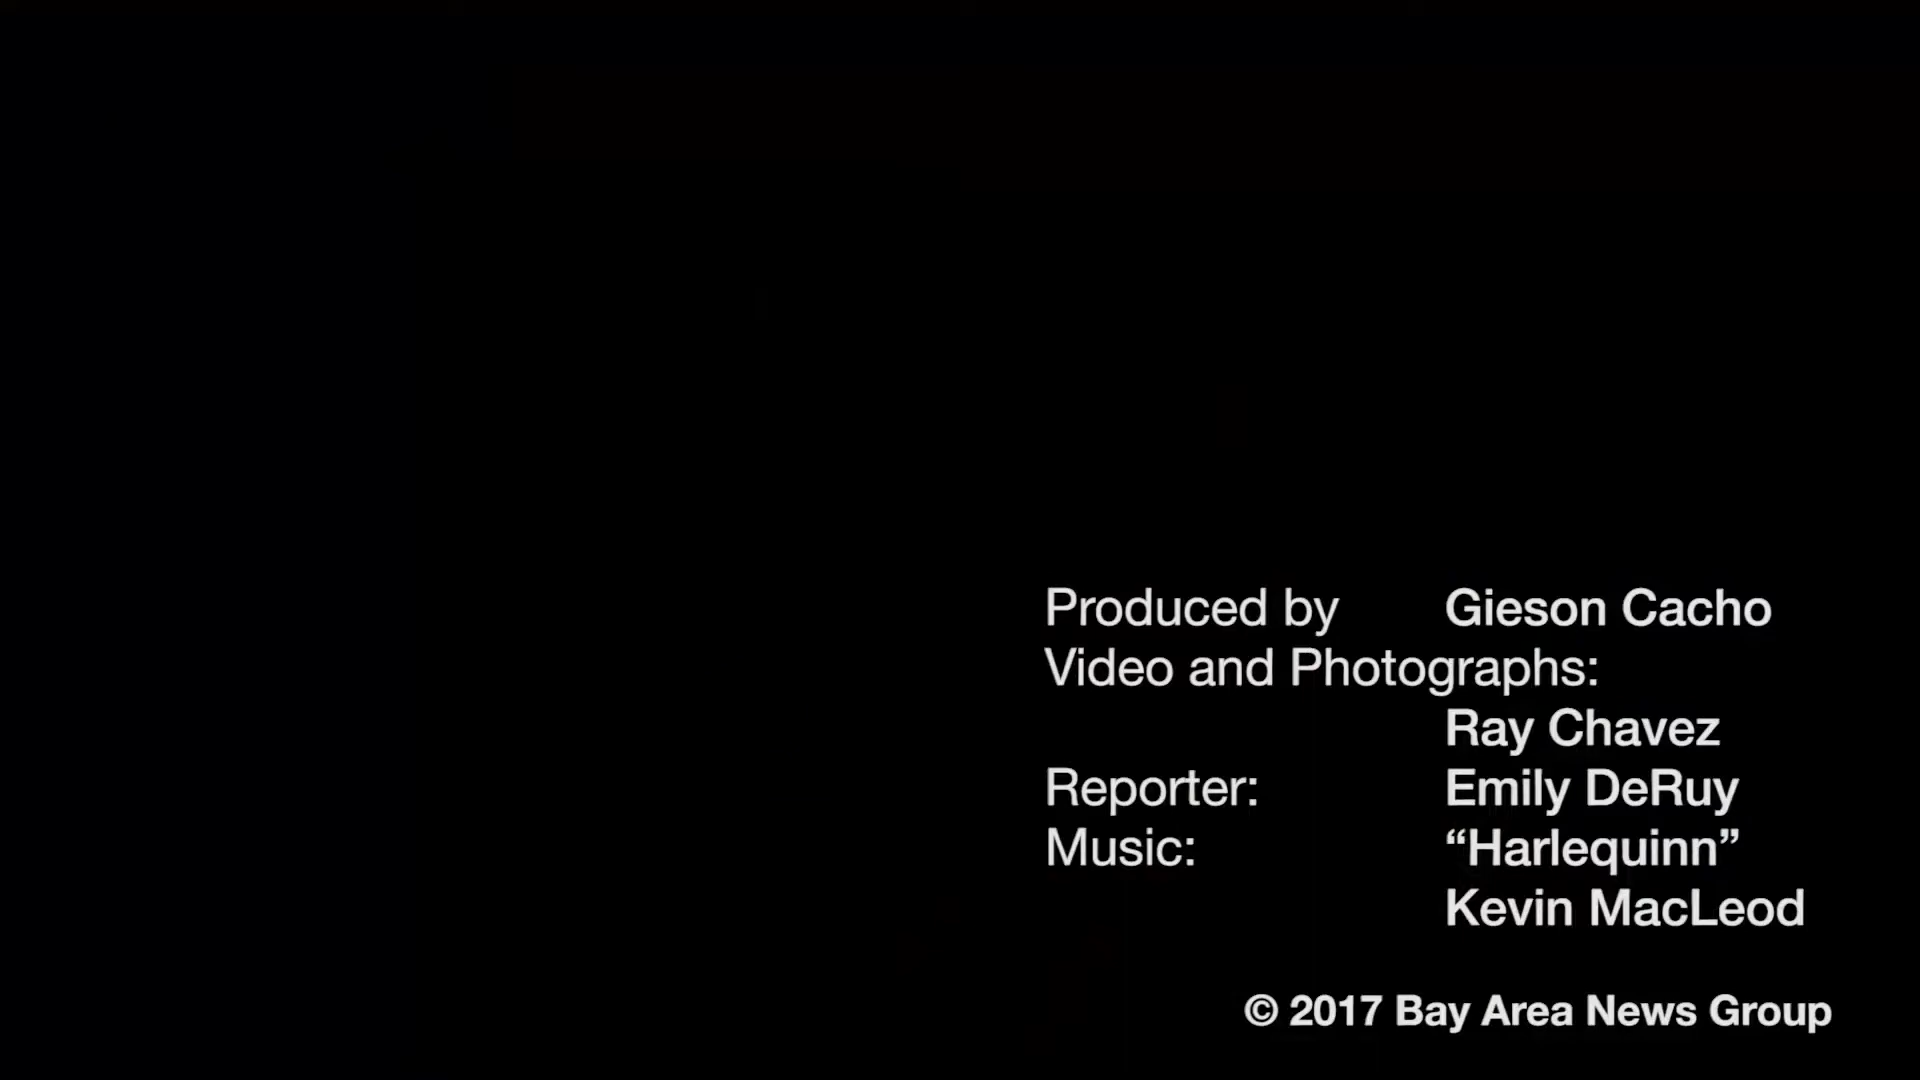 Produced by Gieson Cacho
Video and Photographs:
Ray Chavez
Reporter: Emily DeRuy
Music: “Harlequinn”
Kevin MacLeod
© 2017 Bay Area News Group